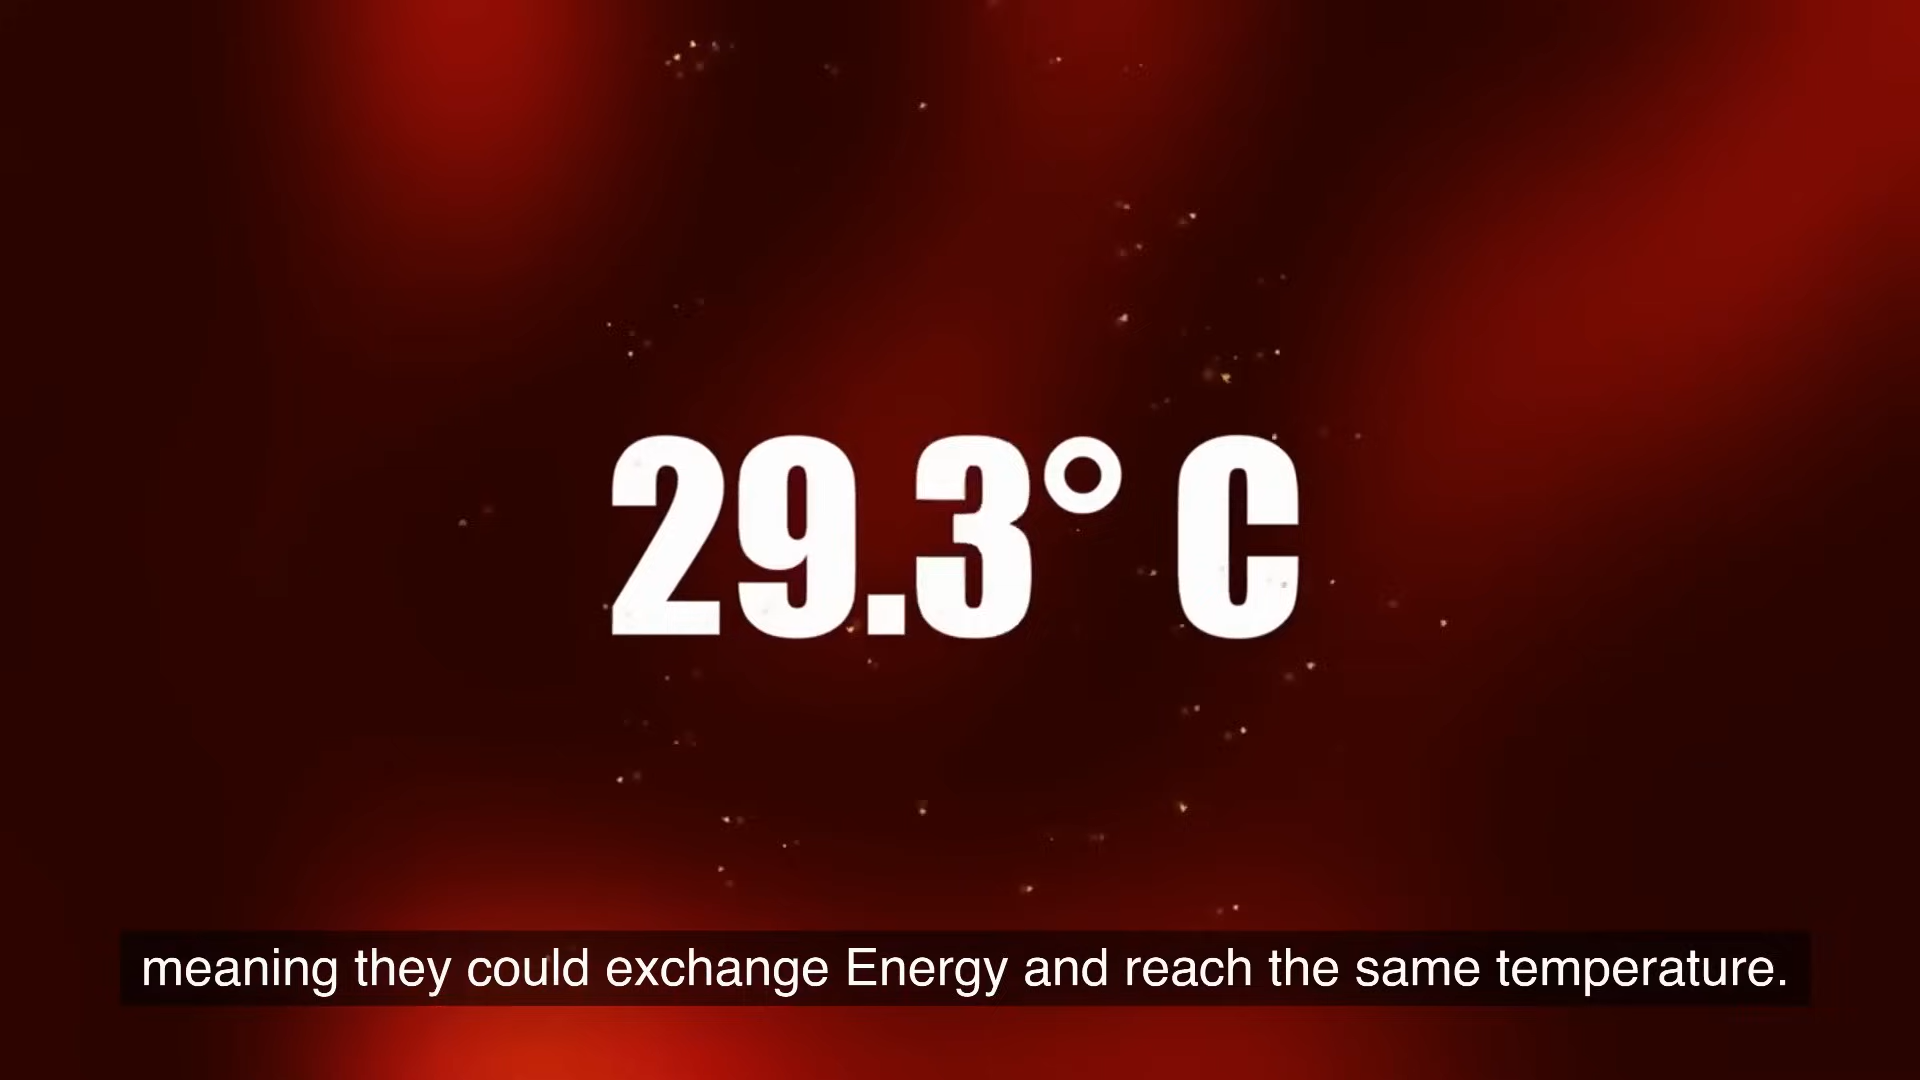 29.3° C
meaning they could exchange Energy and reach the same temperature.